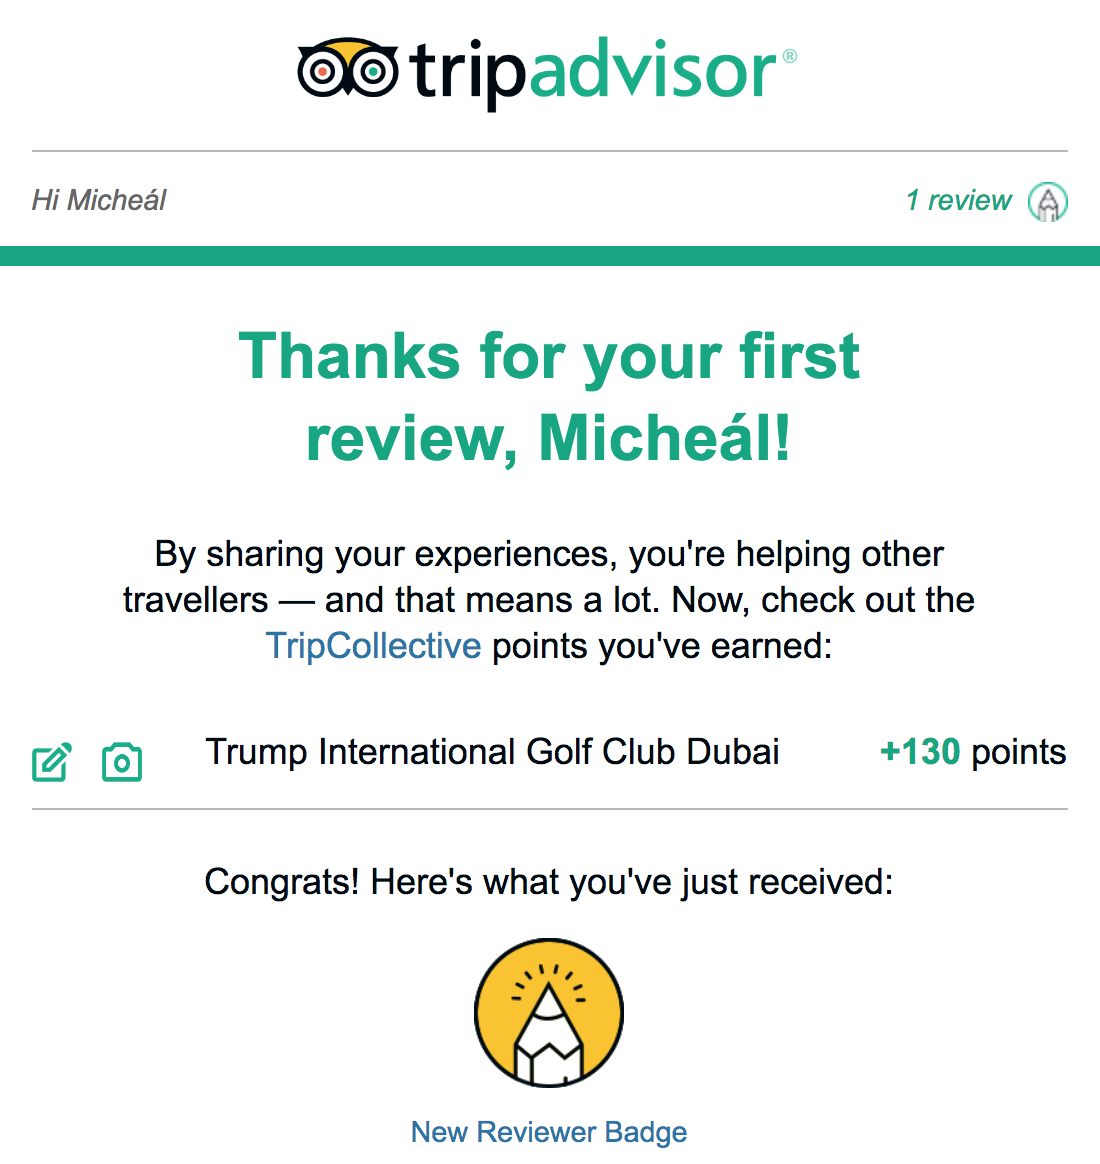 tripadvisor®
Hi Micheál
1 review
Thanks for your first
review, Micheál!
By sharing your experiences, you're helping other
travellers — and that means a lot. Now, check out the
TripCollective points you've earned:
Trump International Golf Club Dubai
+130 points
Congrats! Here's what you've just received:
New Reviewer Badge